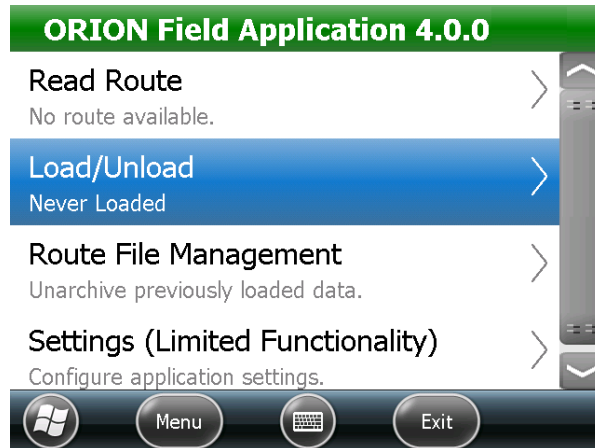 ORION Field Application 4.0.0
Read Route
No route available.
Load/Unload
Never Loaded
Route File Management
Unarchive previously loaded data.
Settings (Limited Functionality)
Configure application settings.
Menu
Exit